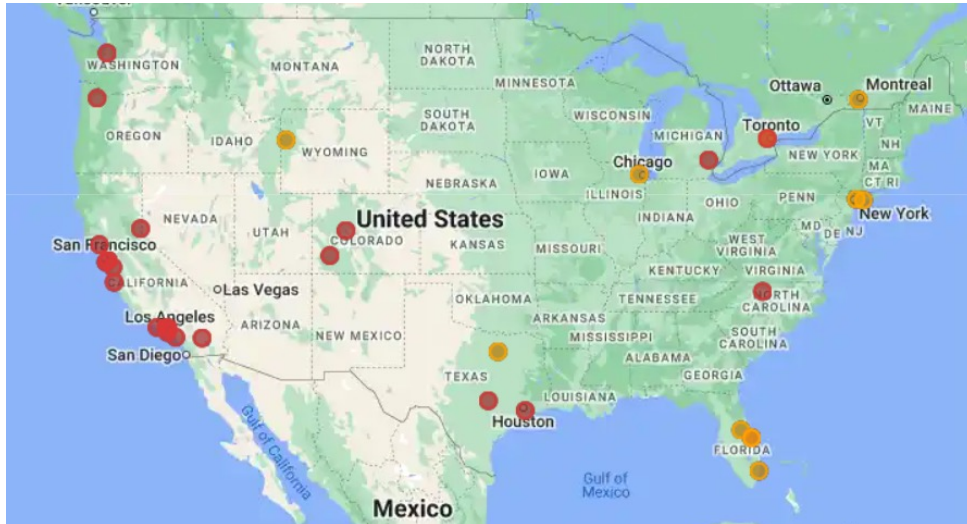 Vancouver
WASHINGTON
MONTANA
NORTH
DAKOTA
MINNESOTA
Ottawa
Montreal
MAINE
OREGON
IDAHO
WYOMING
SOUTH
DAKOTA
WISCONSIN
MICHIGAN
Toronto
VT
NH
NEW YORK
MA
CT RI
Chicago
IOWA
NEBRASKA
ILLINOIS
INDIANA
OHIO
PENN
New York
MD
DE
NJ
NEVADA
UTAH
United States
COLORADO
KANSAS
MISSOURI
WEST
VIRGINIA
KENTUCKY
VIRGINIA
San Francisco
CALIFORNIA
Las Vegas
OKLAHOMA
TENNESSEE
NORTH
CAROLINA
Los Angeles
ARIZONA
NEW MEXICO
ARKANSAS
MISSISSIPPI
SOUTH
CAROLINA
San Diego
TEXAS
ALABAMA
GEORGIA
LOUISIANA
Houston
FLORIDA
Gulf of
California
Gulf of
Mexico
Mexico